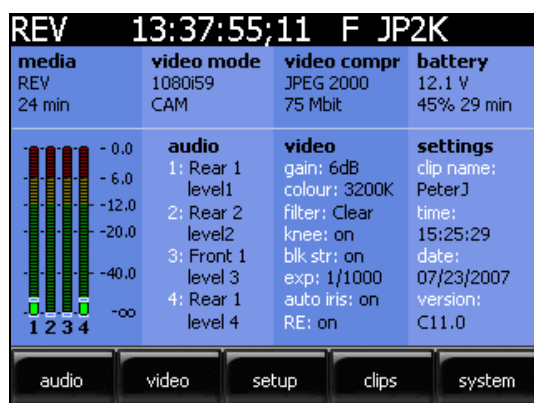 REV 13:37:55;11 F JP2K
media
REV
24 min
video mode
1080i59
CAM
video compr
JPEG 2000
75 Mbit
battery
12.1 V
45% 29 min
- 0.0
- 6.0
- 12.0
- 20.0
- 40.0
-∞
1 2 3 4
audio
1: Rear 1
level1
2: Rear 2
level2
3: Front 1
level 3
4: Rear 1
level 4
video
gain: 6dB
colour: 3200K
filter: Clear
knee: on
blk str: on
exp: 1/1000
auto iris: on
RE: on
settings
clip name:
PeterJ
time:
15:25:29
date:
07/23/2007
version:
C11.0
audio video setup clips system